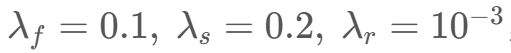 λ_f = 0.1, λ_s = 0.2, λ_r = 10^{-3}.